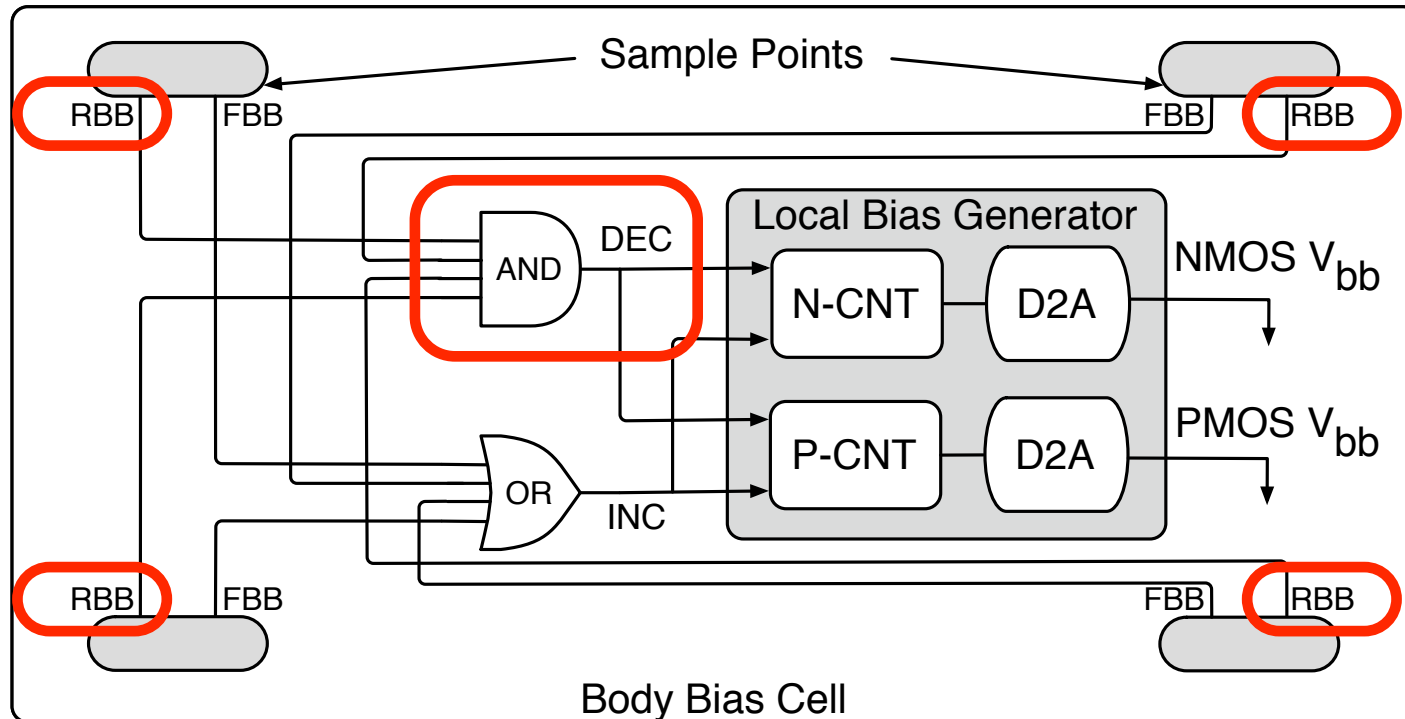 Sample Points
RBB FBB
FBB RBB
Local Bias Generator
AND
DEC
N-CNT
D2A
NMOS Vbb
P-CNT
D2A
PMOS Vbb
OR
INC
RBB FBB
FBB RBB
Body Bias Cell